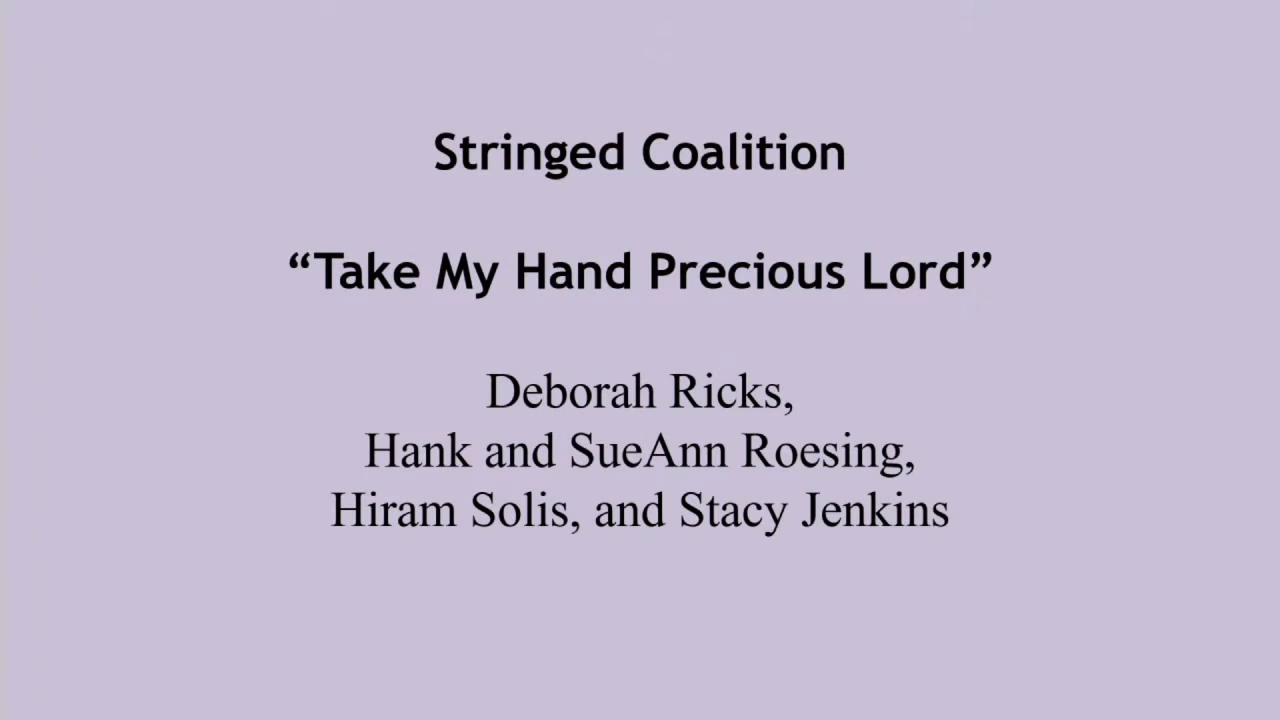 Stringed Coalition
“Take My Hand Precious Lord”
Deborah Ricks,
Hank and SueAnn Roesing,
Hiram Solis, and Stacy Jenkins